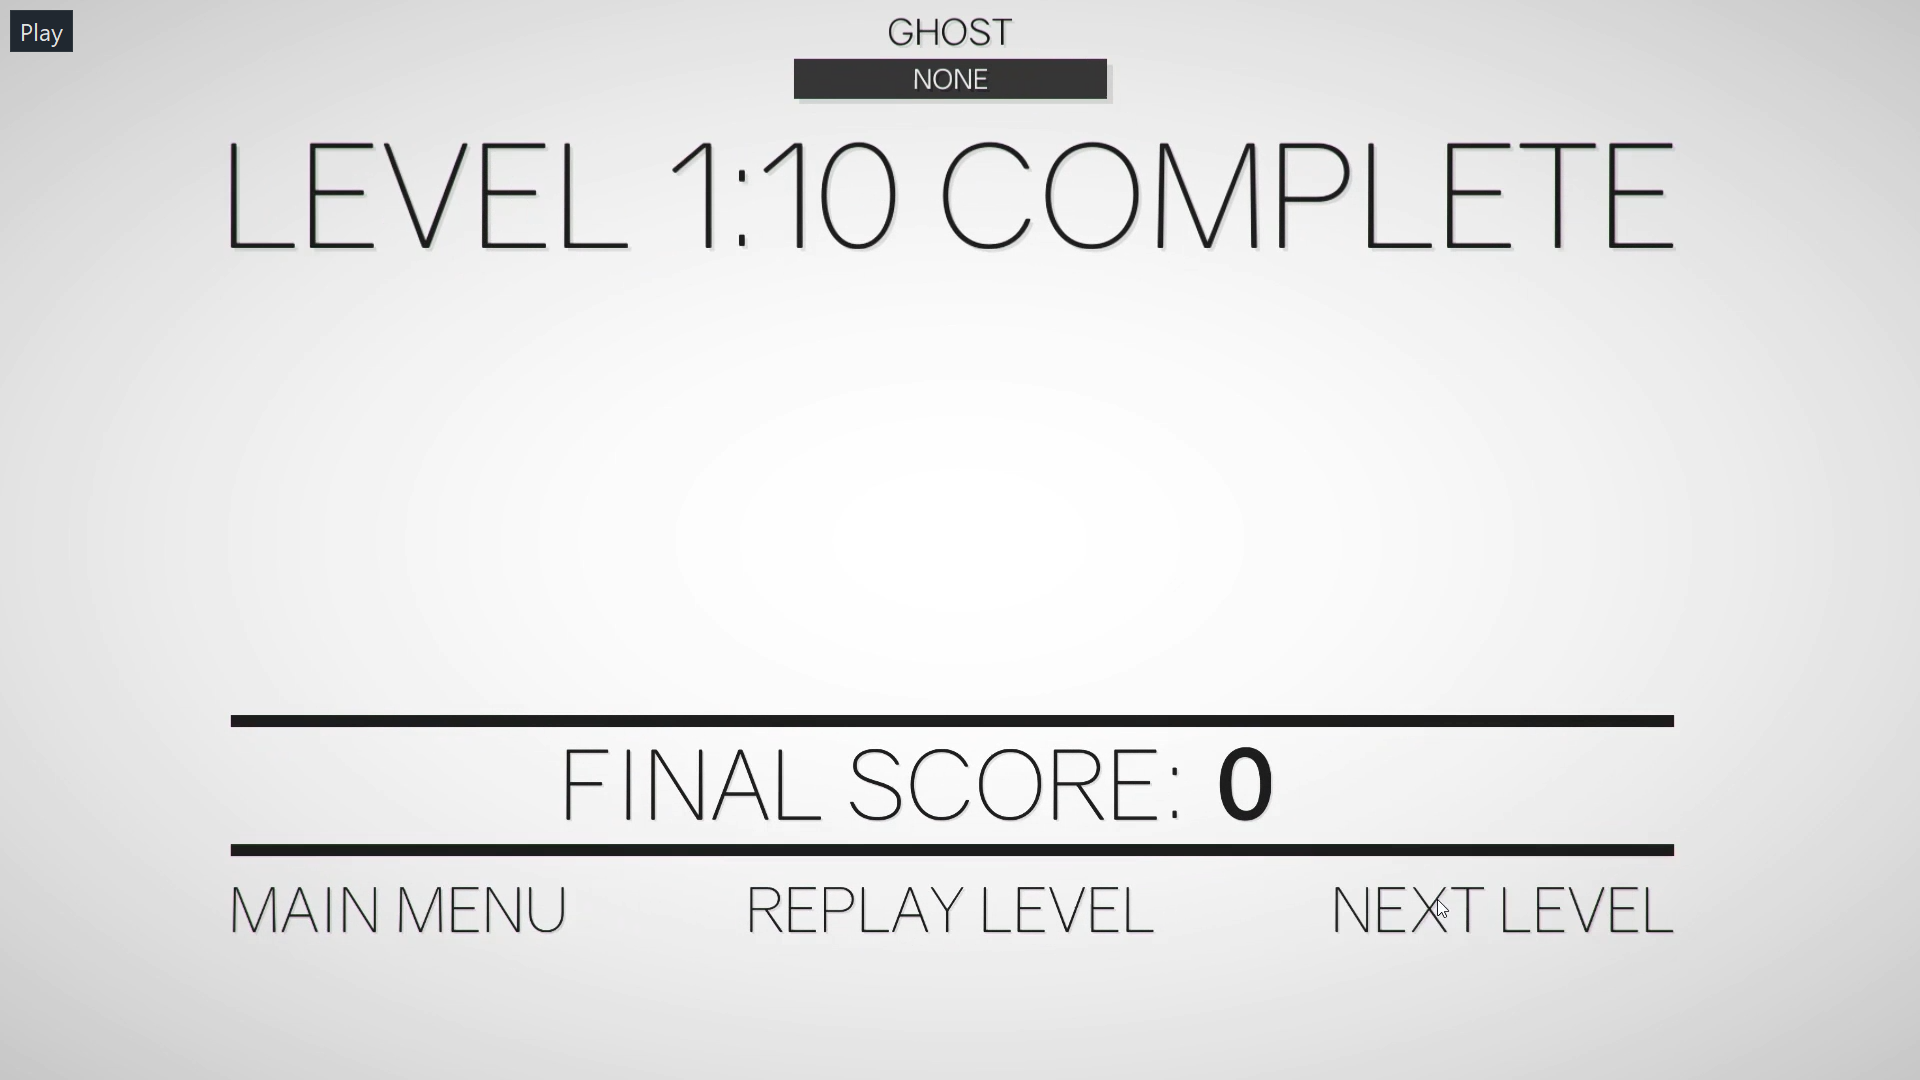 Play
GHOST
NONE
LEVEL 1:10 COMPLETE
FINAL SCORE: 0
MAIN MENU
REPLAY LEVEL
NEXT LEVEL